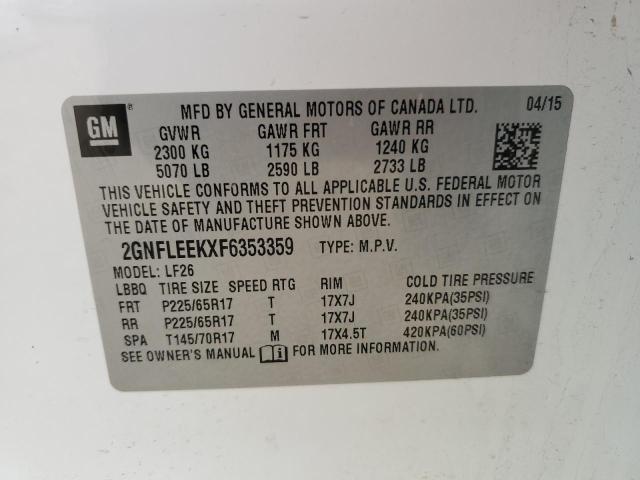 GM ® MFD BY GENERAL MOTORS OF CANADA LTD. 04/15
GVWR GAWR FRT GAWR RR
2300 KG 1175 KG 1240 KG
5070 LB 2590 LB 2733 LB
THIS VEHICLE CONFORMS TO ALL APPLICABLE U.S. FEDERAL MOTOR
VEHICLE SAFETY AND THEFT PREVENTION STANDARDS IN EFFECT ON
THE DATE OF MANUFACTURE SHOWN ABOVE.
2GNFLEEKXF6353359 TYPE: M.P.V.
MODEL: LF26
LBBQ TIRE SIZE SPEED RTG RIM COLD TIRE PRESSURE
FRT P225/65R17 T 17X7J 240KPA(35PSI)
RR P225/65R17 T 17X7J 240KPA(35PSI)
SPA T145/70R17 M 17X4.5T 420KPA(60PSI)
SEE OWNER'S MANUAL FOR MORE INFORMATION.